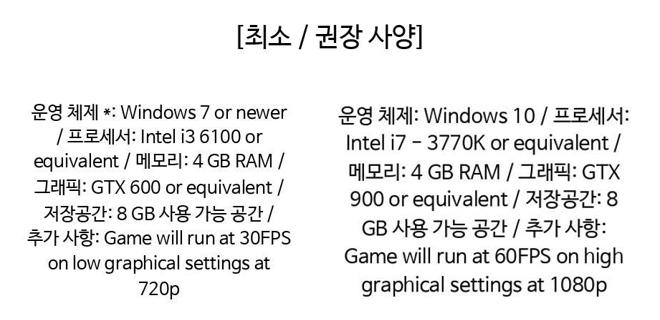 [최소 / 권장 사양]
운영 체제 *: Windows 7 or newer
/ 프로세서: Intel i3 6100 or
equivalent / 메모리: 4 GB RAM /
그래픽: GTX 600 or equivalent /
저장공간: 8 GB 사용 가능 공간 /
추가 사항: Game will run at 30FPS
on low graphical settings at
720p
운영 체제: Windows 10 / 프로세서:
Intel i7 - 3770K or equivalent /
메모리: 4 GB RAM / 그래픽: GTX
900 or equivalent / 저장공간: 8
GB 사용 가능 공간 / 추가 사항:
Game will run at 60FPS on high
graphical settings at 1080p